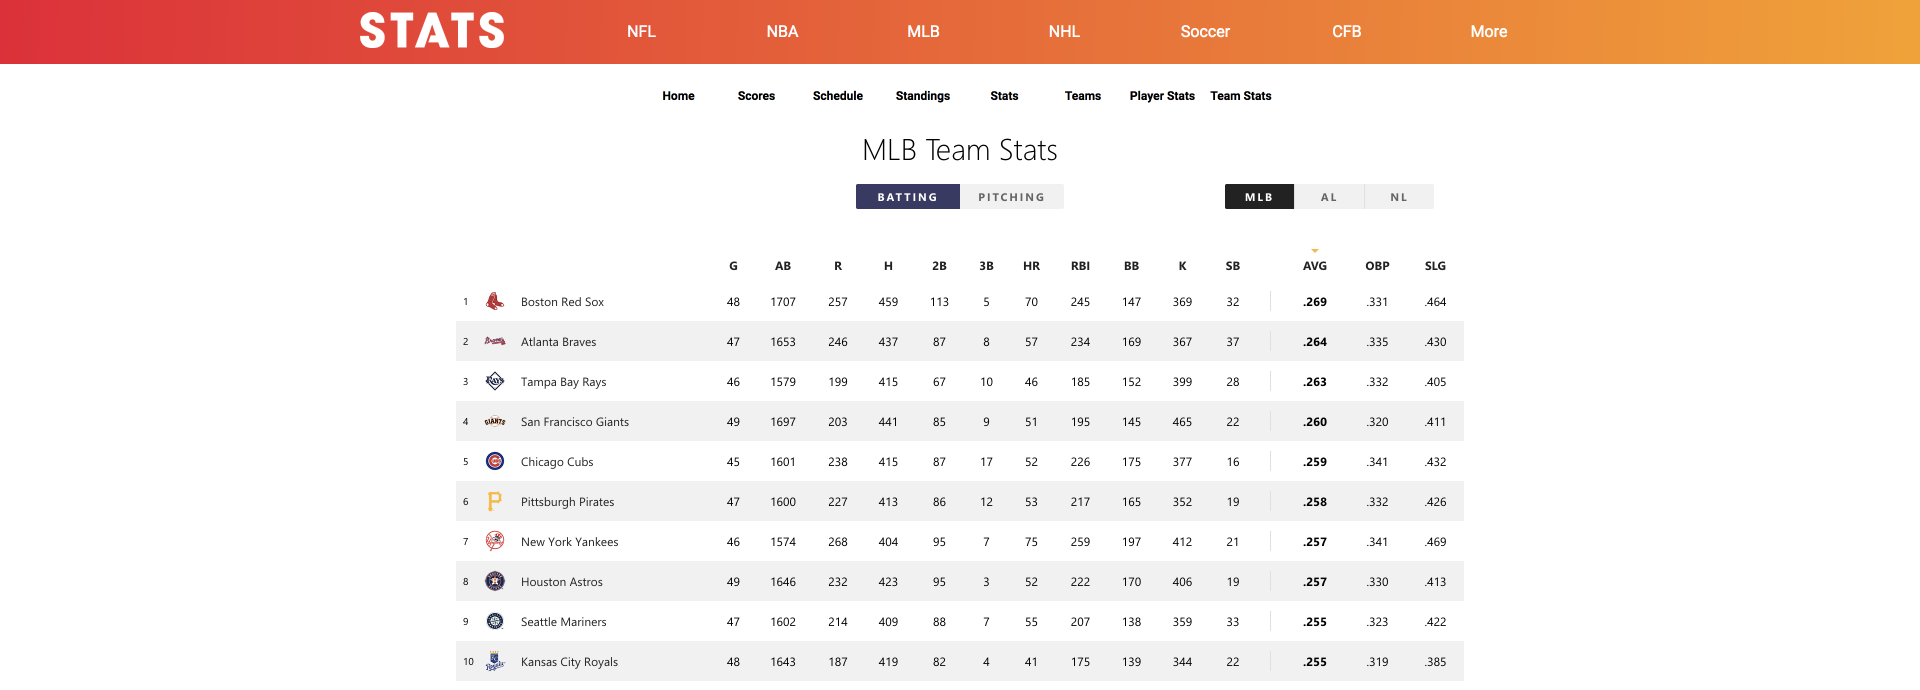 STATS NFL NBA MLB NHL Soccer CFB More
Home Scores Schedule Standings Stats Teams Player Stats Team Stats
MLB Team Stats
BATTING PITCHING MLB AL NL
G AB R H 2B 3B HR RBI BB K SB AVG OBP SLG
1 Boston Red Sox 48 1707 257 459 113 5 70 245 147 369 32 .269 .331 .464
2 Braves Atlanta Braves 47 1653 246 437 87 8 57 234 169 367 37 .264 .335 .430
3 RAYS Tampa Bay Rays 46 1579 199 415 67 10 46 185 152 399 28 .263 .332 .405
4 GIANTS San Francisco Giants 49 1697 203 441 85 9 51 195 145 465 22 .260 .320 .411
5 Chicago Cubs 45 1601 238 415 87 17 52 226 175 377 16 .259 .341 .432
6 P Pittsburgh Pirates 47 1600 227 413 86 12 53 217 165 352 19 .258 .332 .426
7 New York Yankees 46 1574 268 404 95 7 75 259 197 412 21 .257 .341 .469
8 Houston Astros 49 1646 232 423 95 3 52 222 170 406 19 .257 .330 .413
9 Seattle Mariners 47 1602 214 409 88 7 55 207 138 359 33 .255 .323 .422
10 Royals Kansas City Royals 48 1643 187 419 82 4 41 175 139 344 22 .255 .319 .385